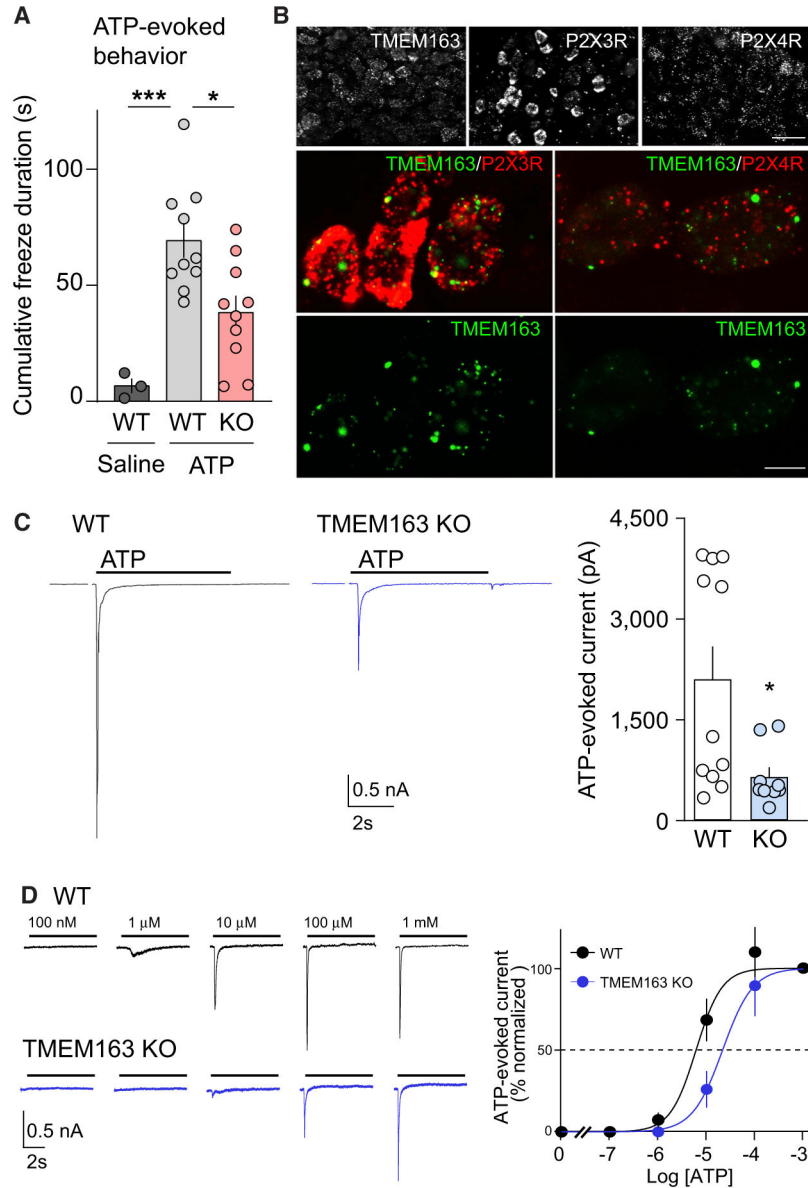 A
ATP-evoked
behavior
Cumulative freeze duration (s)
***
*
100
50
0
WT
WT
KO
Saline
ATP
B
TMEM163
P2X3R
P2X4R
TMEM163/P2X3R
TMEM163/P2X4R
TMEM163
TMEM163
C
WT
ATP
TMEM163 KO
ATP
0.5 nA
2s
ATP-evoked current (pA)
4,500
3,000
1,500
0
*
WT
KO
D
WT
100 nM
1 μM
10 μM
100 μM
1 mM
TMEM163 KO
0.5 nA
2s
ATP-evoked current
(% normalized )
100
50
0
WT
TMEM163 KO
0
-7
-6
-5
-4
-3
Log [ATP]